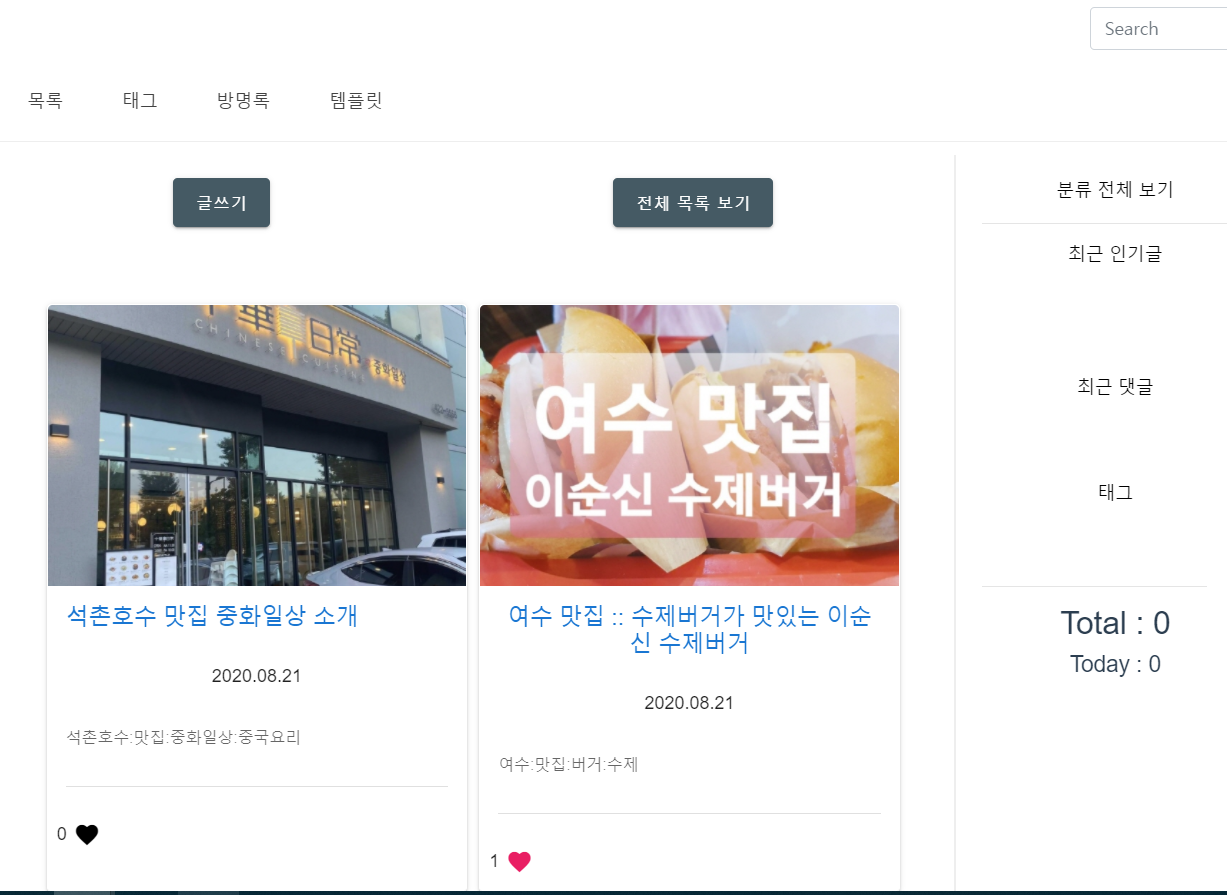 Search
목록 태그 방명록 템플릿
글쓰기 전체 목록 보기
분류 전체 보기
최근 인기글
최근 댓글
태그
Total : 0
Today : 0
華 日常 중화일상
CHINESE CUISINE
석촌호수 맛집 중화일상 소개
2020.08.21
석촌호수:맛집:중화일상:중국요리
0
여수 맛집
이순신 수제버거
여수 맛집 :: 수제버거가 맛있는 이순
신 수제버거
2020.08.21
여수:맛집:버거:수제
1